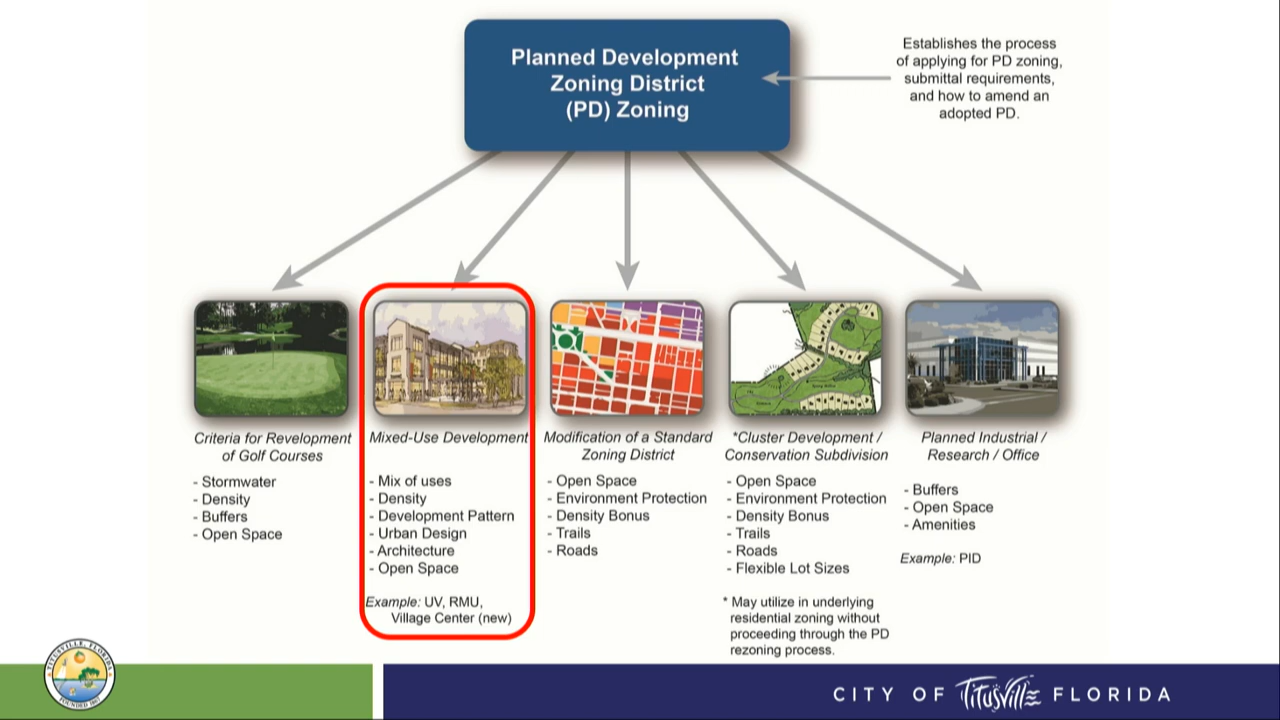 Planned Development
Zoning District
(PD) Zoning
Establishes the process
of applying for PD zoning,
submittal requirements,
and how to amend an
adopted PD.
Criteria for Revelopment
of Golf Courses
- Stormwater
- Density
- Buffers
- Open Space
Mixed-Use Development
- Mix of uses
- Density
- Development Pattern
- Urban Design
- Architecture
- Open Space
Example: UV, RMU,
Village Center (new)
Modification of a Standard
Zoning District
- Open Space
- Environment Protection
- Density Bonus
- Trails
- Roads
*Cluster Development /
Conservation Subdivision
- Open Space
- Environment Protection
- Density Bonus
- Trails
- Roads
- Flexible Lot Sizes
* May utilize in underlying
residential zoning without
proceeding through the PD
rezoning process.
Planned Industrial /
Research / Office
- Buffers
- Open Space
- Amenities
Example: PID
TITUSVILLE, FLORIDA
FOUNDED 1867
CITY OF Titusville FLORIDA